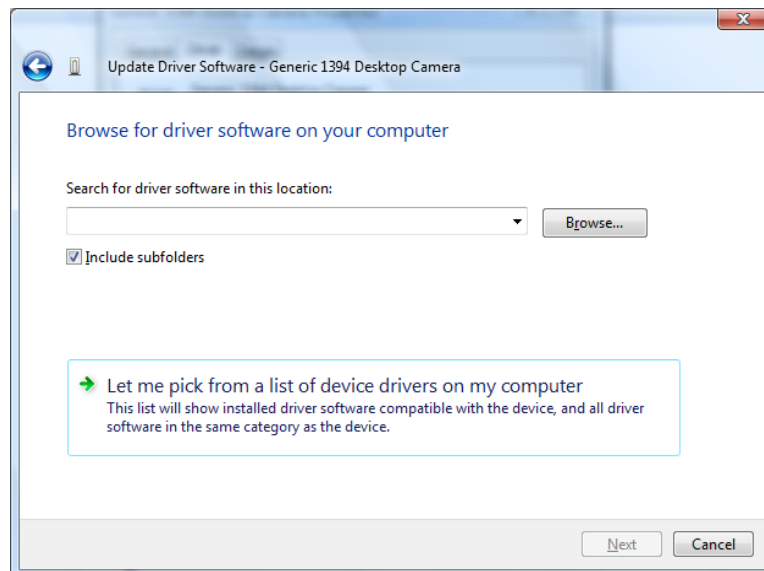 Update Driver Software - Generic 1394 Desktop Camera
Browse for driver software on your computer
Search for driver software in this location:
Browse...
Include subfolders
Let me pick from a list of device drivers on my computer
This list will show installed driver software compatible with the device, and all driver
software in the same category as the device.
Next
Cancel